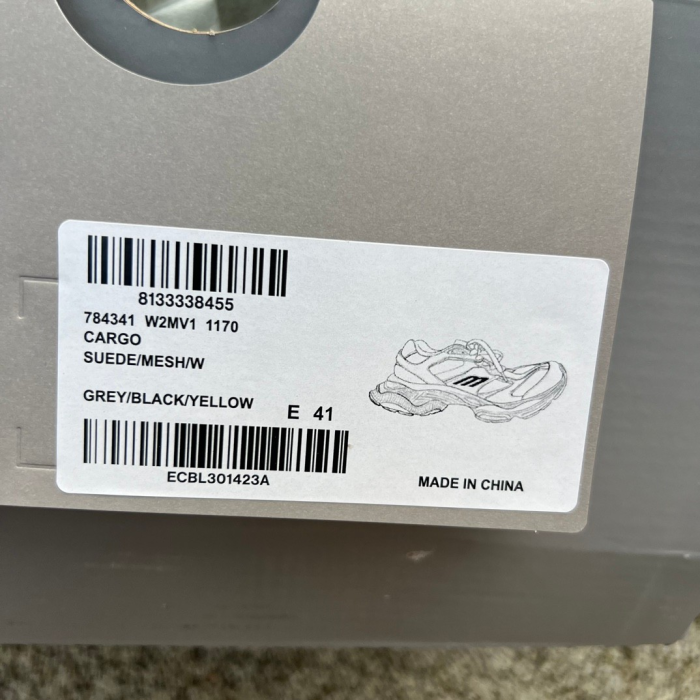 8133338455
784341 W2MV1 1170
CARGO
SUEDE/MESH/W
GREY/BLACK/YELLOW E 41
ECBL301423A
MADE IN CHINA